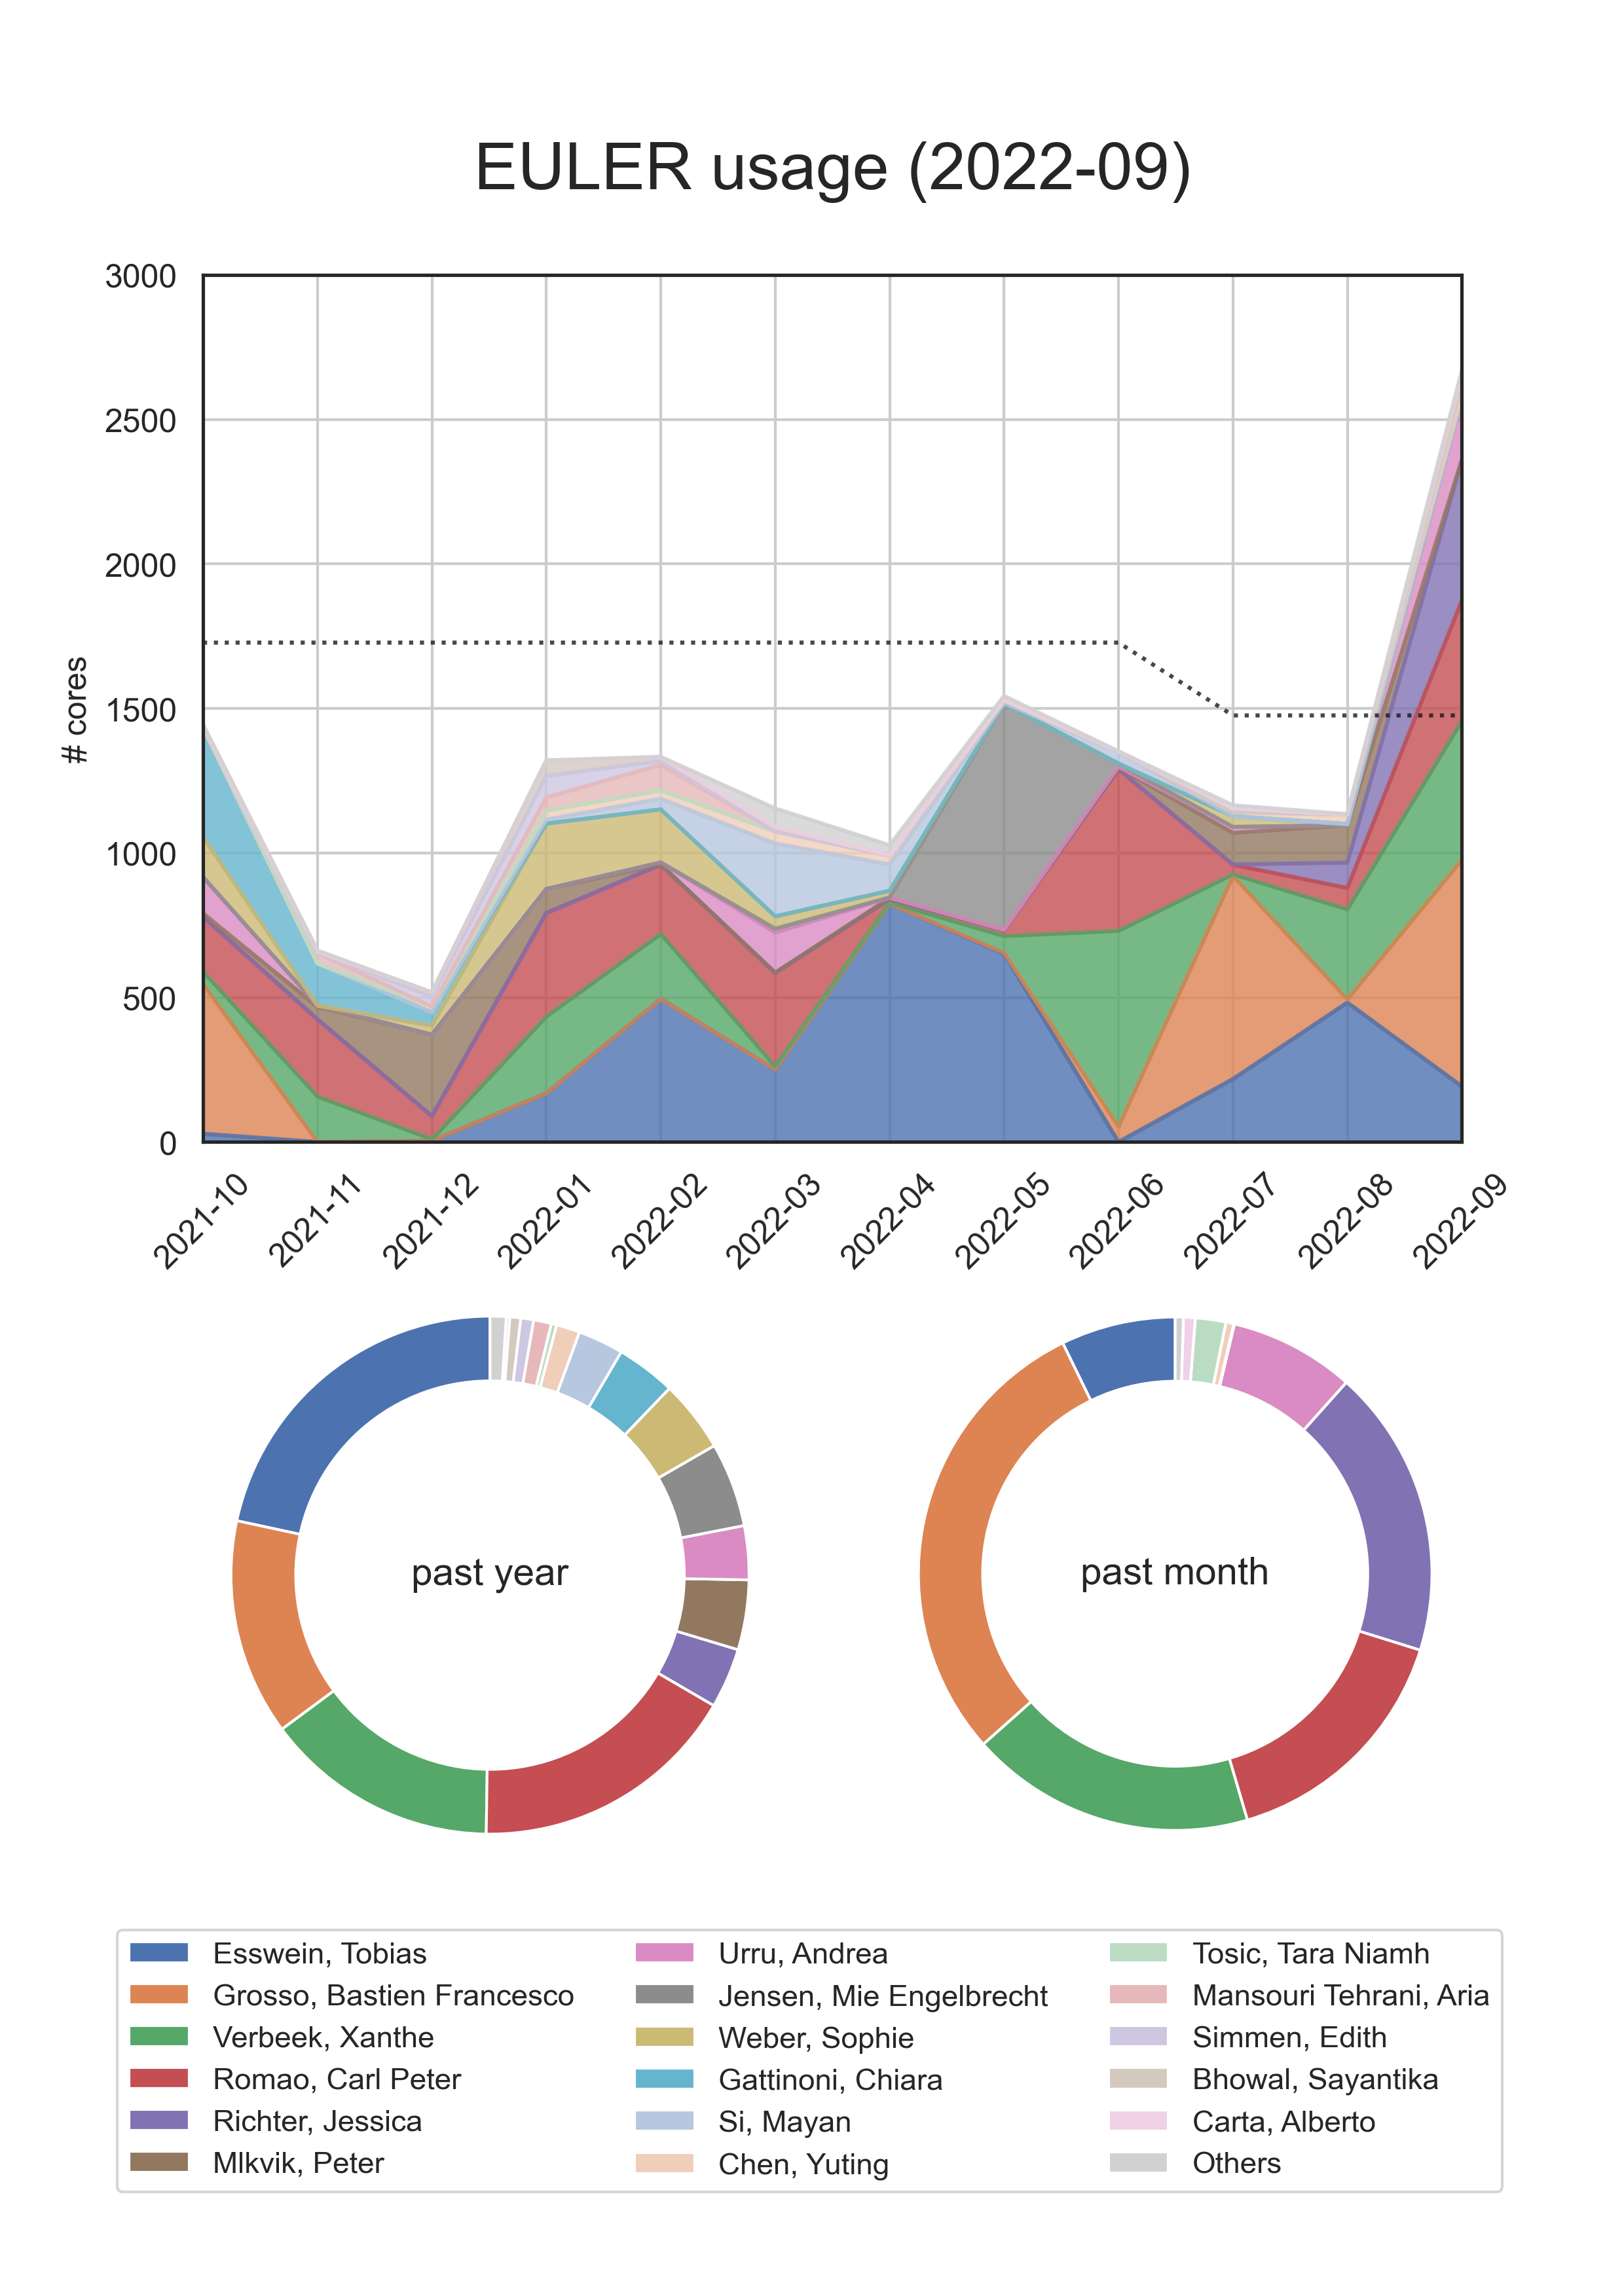 EULER usage (2022-09)
3000
2500
2000
1500
1000
500
0
# cores
2021-10
2021-11
2021-12
2022-01
2022-02
2022-03
2022-04
2022-05
2022-06
2022-07
2022-08
2022-09
past year
past month
Esswein, Tobias
Grosso, Bastien Francesco
Verbeek, Xanthe
Romao, Carl Peter
Richter, Jessica
Mlkvik, Peter
Urru, Andrea
Jensen, Mie Engelbrecht
Weber, Sophie
Gattinoni, Chiara
Si, Mayan
Chen, Yuting
Tosic, Tara Niamh
Mansouri Tehrani, Aria
Simmen, Edith
Bhowal, Sayantika
Carta, Alberto
Others